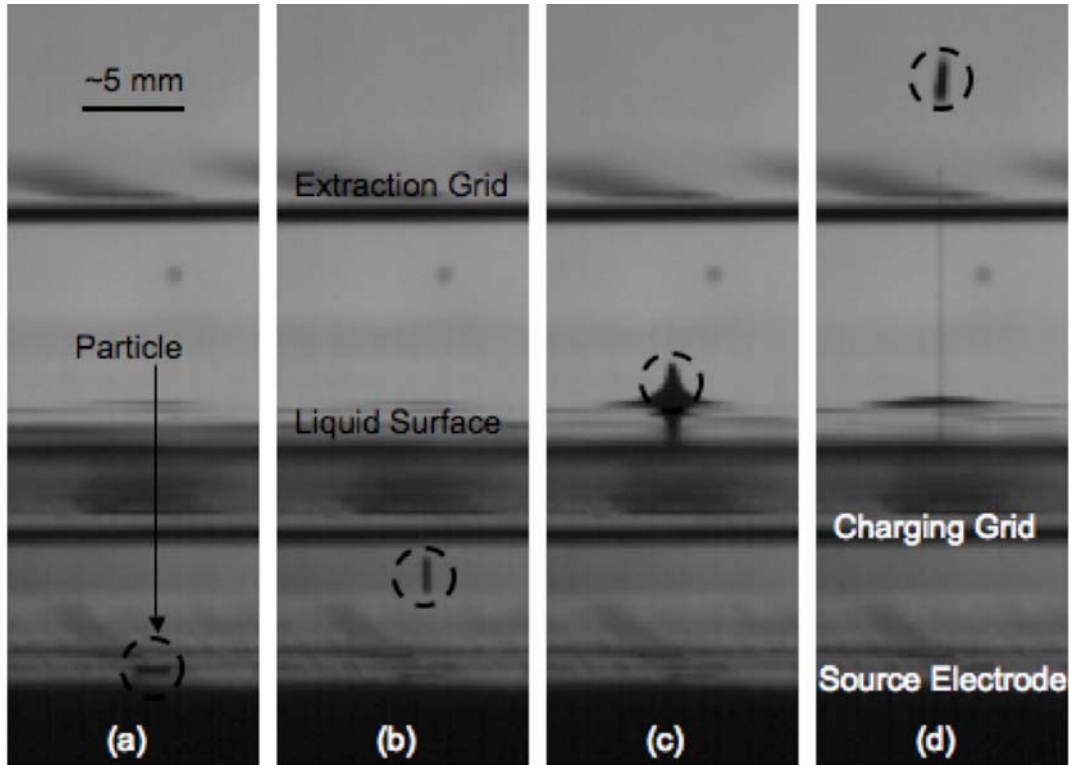 ~5 mm
Extraction Grid
Particle
Liquid Surface
Charging Grid
Source Electrode
(a)
(b)
(c)
(d)